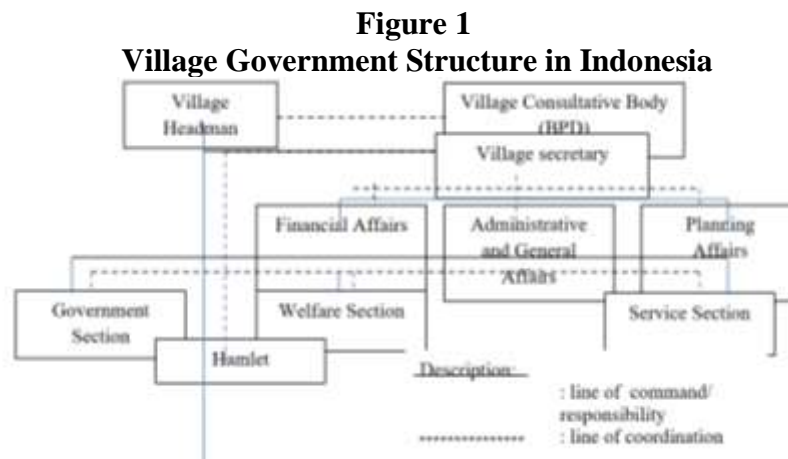 Figure 1
Village Government Structure in Indonesia
Village
Headman
Village Consultative Body
(BPD)
Village secretary
Financial Affairs
Administrative
and General
Affairs
Planning
Affairs
Government
Section
Welfare Section
Service Section
Hamlet
Description:
: line of command/
responsibility
: line of coordination